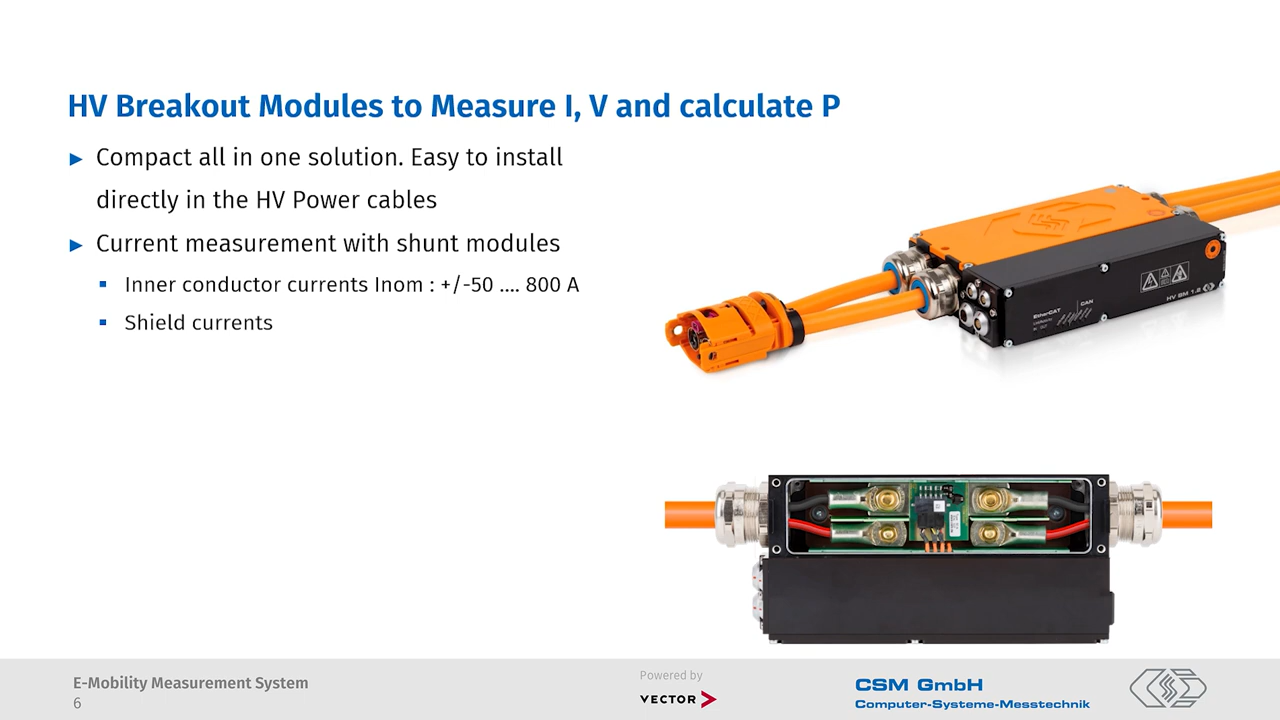 HV Breakout Modules to Measure I, V and calculate P
► Compact all in one solution. Easy to install
directly in the HV Power cables
► Current measurement with shunt modules
▪ Inner conductor currents Inom : +/-50 .... 800 A
▪ Shield currents
EtherCAT
CAN
HV BM 1.2
E-Mobility Measurement System
6
Powered by
VECTOR
CSM GmbH
Computer-Systeme-Messtechnik